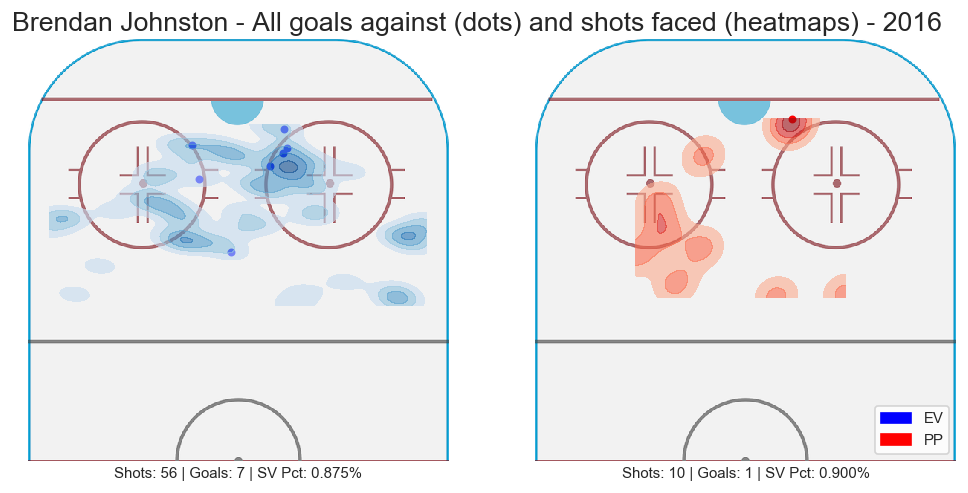 Brendan Johnston - All goals against (dots) and shots faced (heatmaps) - 2016
EV
PP
Shots: 56 | Goals: 7 | SV Pct: 0.875%
Shots: 10 | Goals: 1 | SV Pct: 0.900%